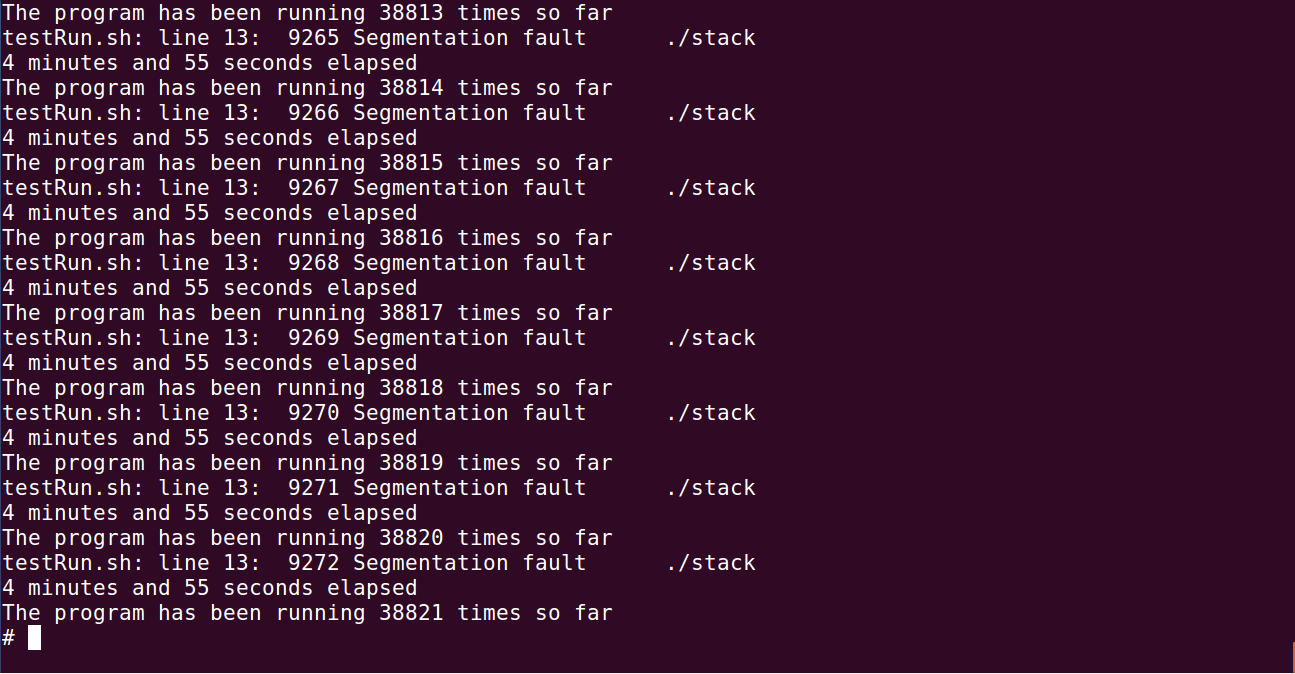 The program has been running 38813 times so far
testRun.sh: line 13:  9265 Segmentation fault      ./stack
4 minutes and 55 seconds elapsed
The program has been running 38814 times so far
testRun.sh: line 13:  9266 Segmentation fault      ./stack
4 minutes and 55 seconds elapsed
The program has been running 38815 times so far
testRun.sh: line 13:  9267 Segmentation fault      ./stack
4 minutes and 55 seconds elapsed
The program has been running 38816 times so far
testRun.sh: line 13:  9268 Segmentation fault      ./stack
4 minutes and 55 seconds elapsed
The program has been running 38817 times so far
testRun.sh: line 13:  9269 Segmentation fault      ./stack
4 minutes and 55 seconds elapsed
The program has been running 38818 times so far
testRun.sh: line 13:  9270 Segmentation fault      ./stack
4 minutes and 55 seconds elapsed
The program has been running 38819 times so far
testRun.sh: line 13:  9271 Segmentation fault      ./stack
4 minutes and 55 seconds elapsed
The program has been running 38820 times so far
testRun.sh: line 13:  9272 Segmentation fault      ./stack
4 minutes and 55 seconds elapsed
The program has been running 38821 times so far
#